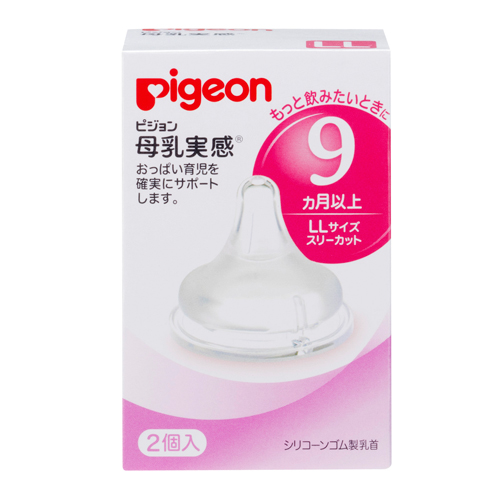 LL
pigeon
ピジョン
母乳実感®
おっぱい育児を
確実にサポート
します。
もっと飲みたいときに
9
カ月以上
LLサイズ
スリーカット
2個入
シリコーンゴム製乳首